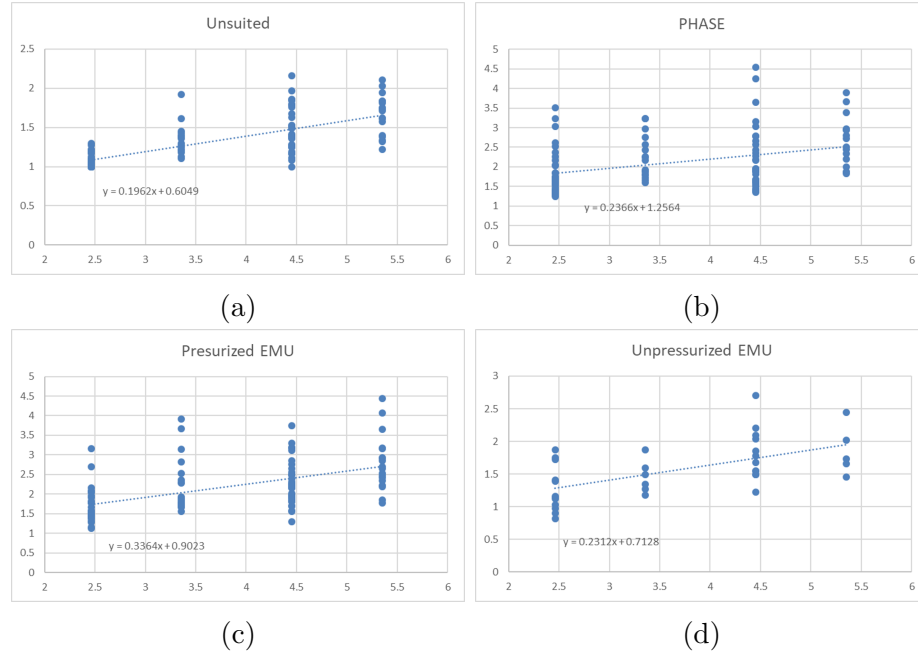 Unsuited
2.5
2
1.5
1
0.5
0
y = 0.1962x + 0.6049
2 2.5 3 3.5 4 4.5 5 5.5 6
(a)
PHASE
5
4.5
4
3.5
3
2.5
2
1.5
1
0.5
0
y = 0.2366x + 1.2564
2 2.5 3 3.5 4 4.5 5 5.5 6
(b)
Presurized EMU
5
4.5
4
3.5
3
2.5
2
1.5
1
0.5
0
y = 0.3364x + 0.9023
2 2.5 3 3.5 4 4.5 5 5.5 6
(c)
Unpressurized EMU
3
2.5
2
1.5
1
0.5
0
y = 0.2312x + 0.7128
2 2.5 3 3.5 4 4.5 5 5.5 6
(d)